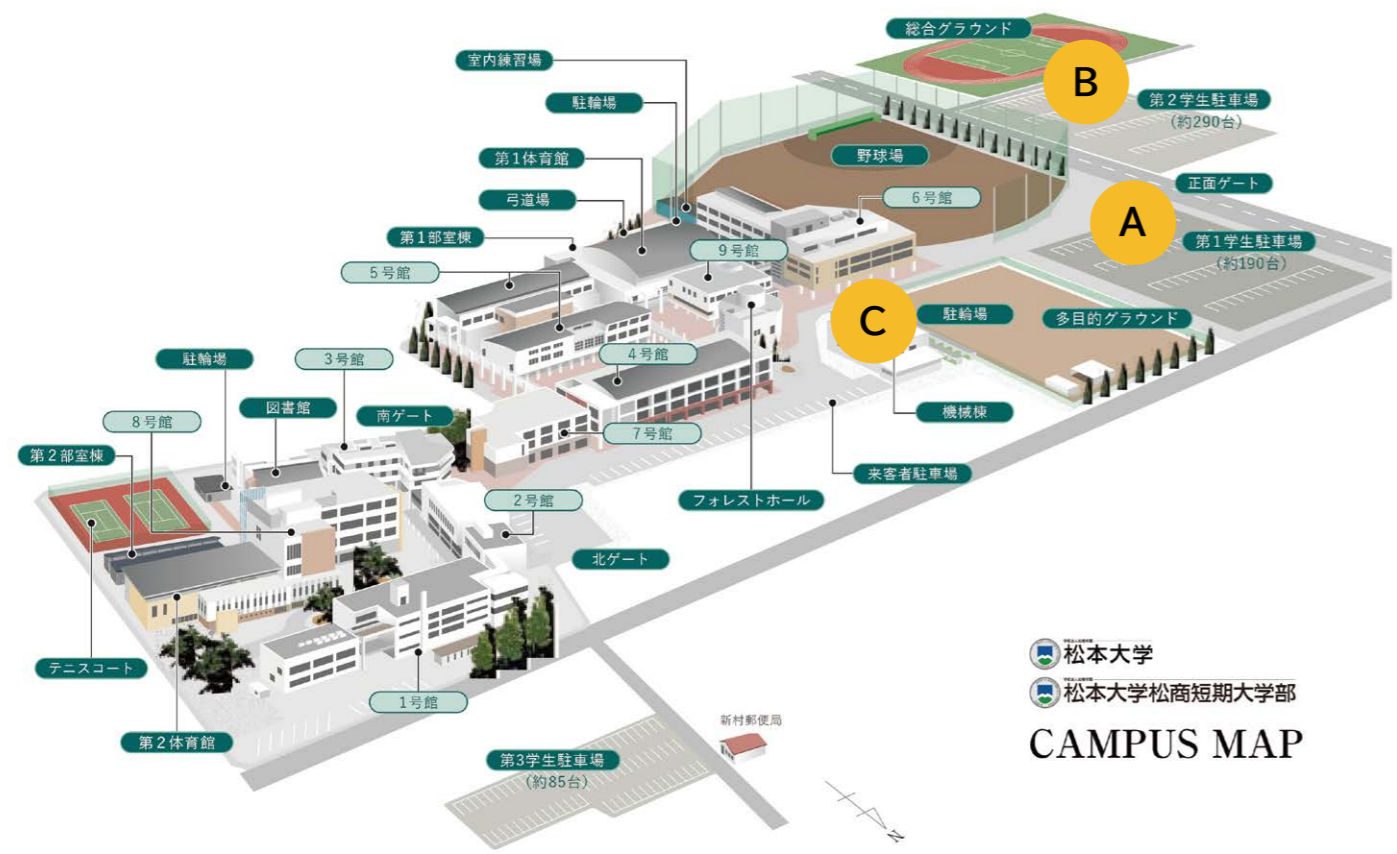 総合グラウンド
B
室内練習場
第2学生駐車場
(約290台)
駐輪場
第1体育館
野球場
正面ゲート
弓道場
6号館
A
第1部室棟
9号館
第1学生駐車場
(約190台)
5号館
C
駐輪場
多目的グラウンド
駐輪場
3号館
4号館
図書館
南ゲート
機械棟
8号館
7号館
第2部室棟
来客者駐車場
2号館
フォレストホール
北ゲート
テニスコート
松本大学
松本大学松商短期大学部
1号館
新村郵便局
CAMPUS MAP
第2体育館
第3学生駐車場
(約85台)
N